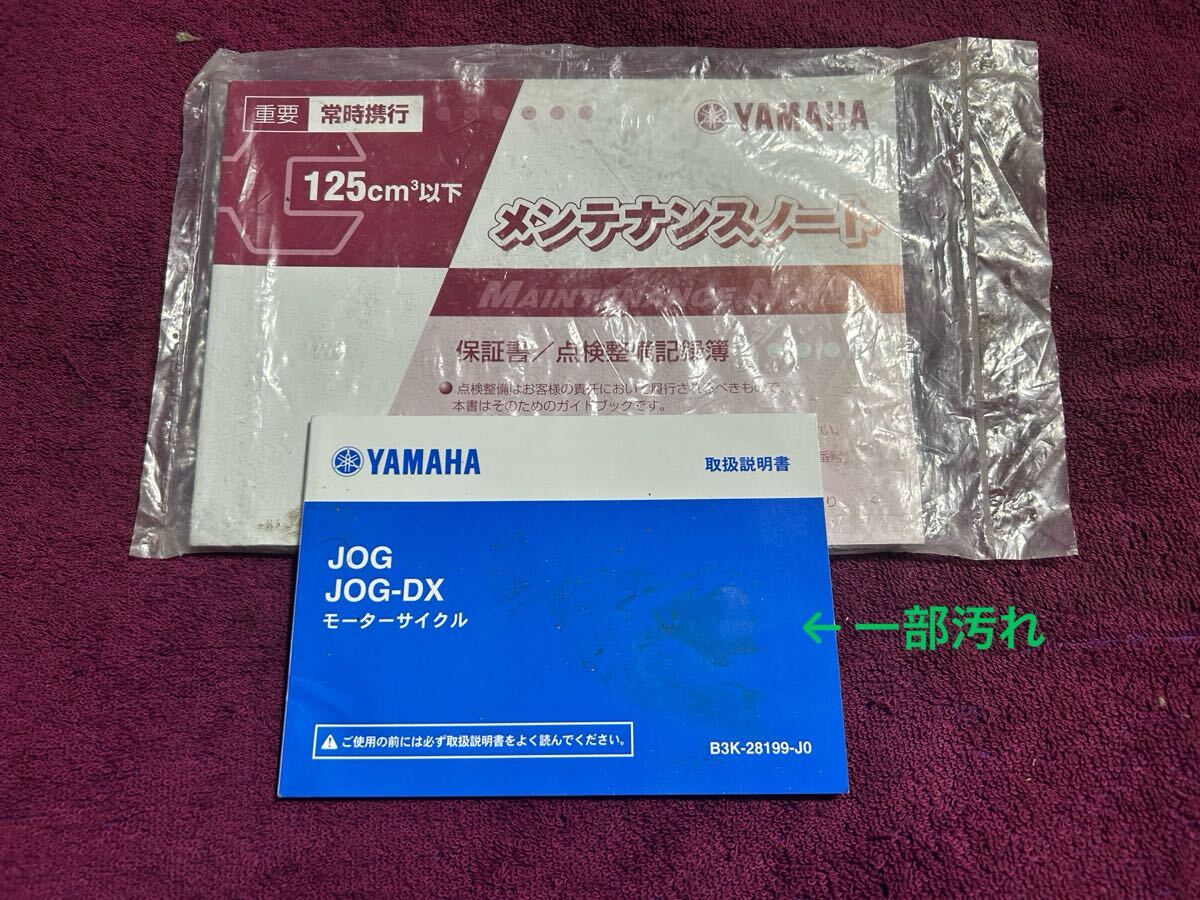 重要 常時携行
YAMAHA
125cm³以下
メンテナンスノート
MAINTENANCE NOTE
保証書/点検整備記録簿
●点検整備はお客様の責任において履行されるべきもので
本書はそのためのガイドブックです。
い。
番号」
り
YAMAHA
取扱説明書
JOG
JOG-DX
モーターサイクル
←一部汚れ
ご使用の前には必ず取扱説明書をよく読んでください。
B3K-28199-J0